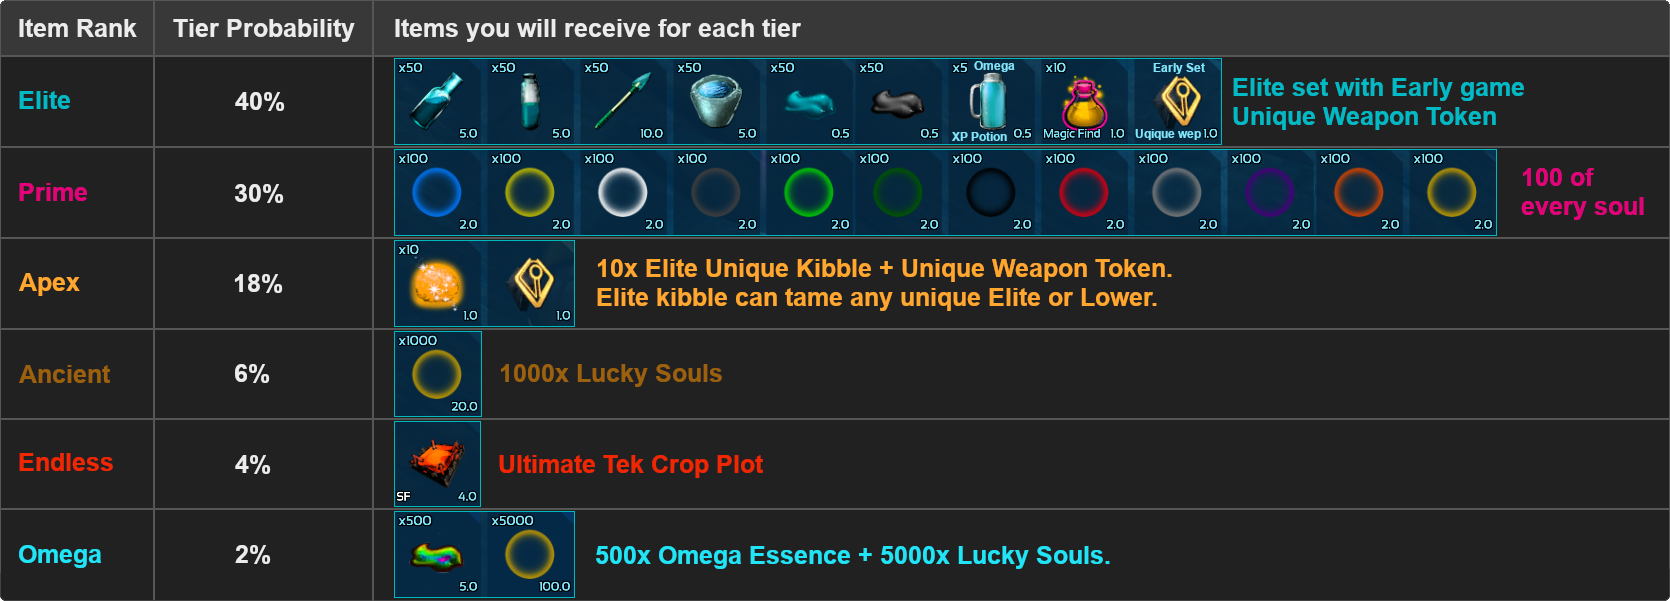 Item Rank Tier Probability Items you will receive for each tier
Elite 40%
x50 x50 x50 x50 x50 x50 x5 Omega x10 Early Set
5.0 5.0 10.0 5.0 0.5 0.5 XP Potion 0.5 Magic Find 1.0 Uqique wep 1.0
Elite set with Early game
Unique Weapon Token
Prime 30%
x100 x100 x100 x100 x100 x100 x100 x100 x100 x100 x100 x100
2.0 2.0 2.0 2.0 2.0 2.0 2.0 2.0 2.0 2.0 2.0 2.0
100 of
every soul
Apex 18%
x10
1.0 1.0
10x Elite Unique Kibble + Unique Weapon Token.
Elite kibble can tame any unique Elite or Lower.
Ancient 6%
x1000
20.0
1000x Lucky Souls
Endless 4%
SF 4.0
Ultimate Tek Crop Plot
Omega 2%
x500 x5000
5.0 100.0
500x Omega Essence + 5000x Lucky Souls.